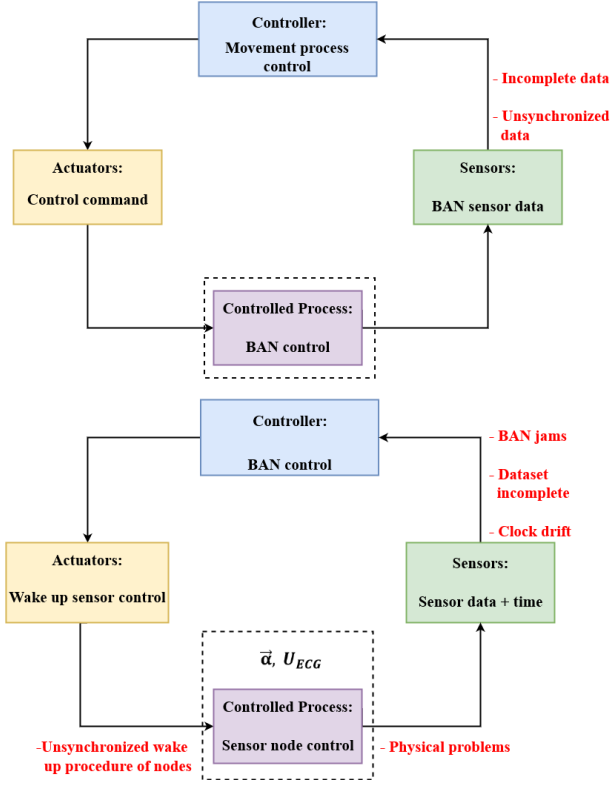 Controller:
Movement process
control
- Incomplete data
- Unsynchronized
data
Actuators:
Control command
Sensors:
BAN sensor data
Controlled Process:
BAN control
Controller:
BAN control
- BAN jams
- Dataset
incomplete
- Clock drift
Actuators:
Wake up sensor control
Sensors:
Sensor data + time
α⃗, U_ECG
Controlled Process:
Sensor node control
-Unsynchronized wake
up procedure of nodes
- Physical problems